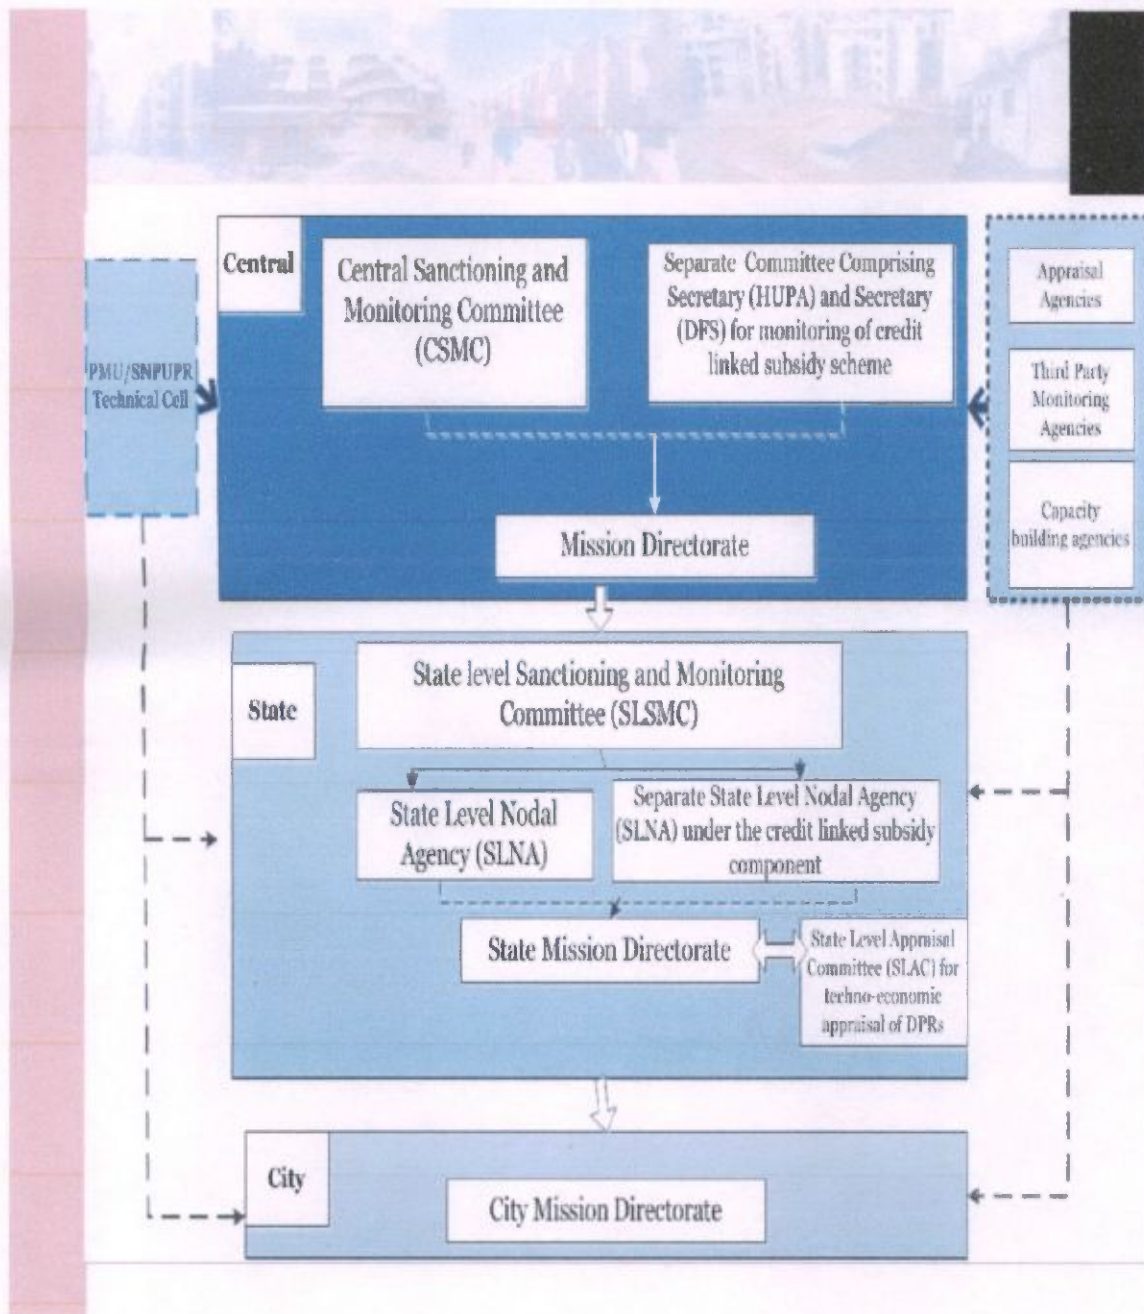 Central
Central Sanctioning and
Monitoring Committee
(CSMC)
Separate Committee Comprising
Secretary (HUPA) and Secretary
(DFS) for monitoring of credit
linked subsidy scheme
Mission Directorate
PMU/SNPUPR
Technical Cell
Appraisal
Agencies
Third Party
Monitoring
Agencies
Capacity
building agencies
State
State level Sanctioning and Monitoring
Committee (SLSMC)
State Level Nodal
Agency (SLNA)
Separate State Level Nodal Agency
(SLNA) under the credit linked subsidy
component
State Mission Directorate
State Level Appraisal
Committee (SLAC) for
techno-economic
appraisal of DPRs
City
City Mission Directorate